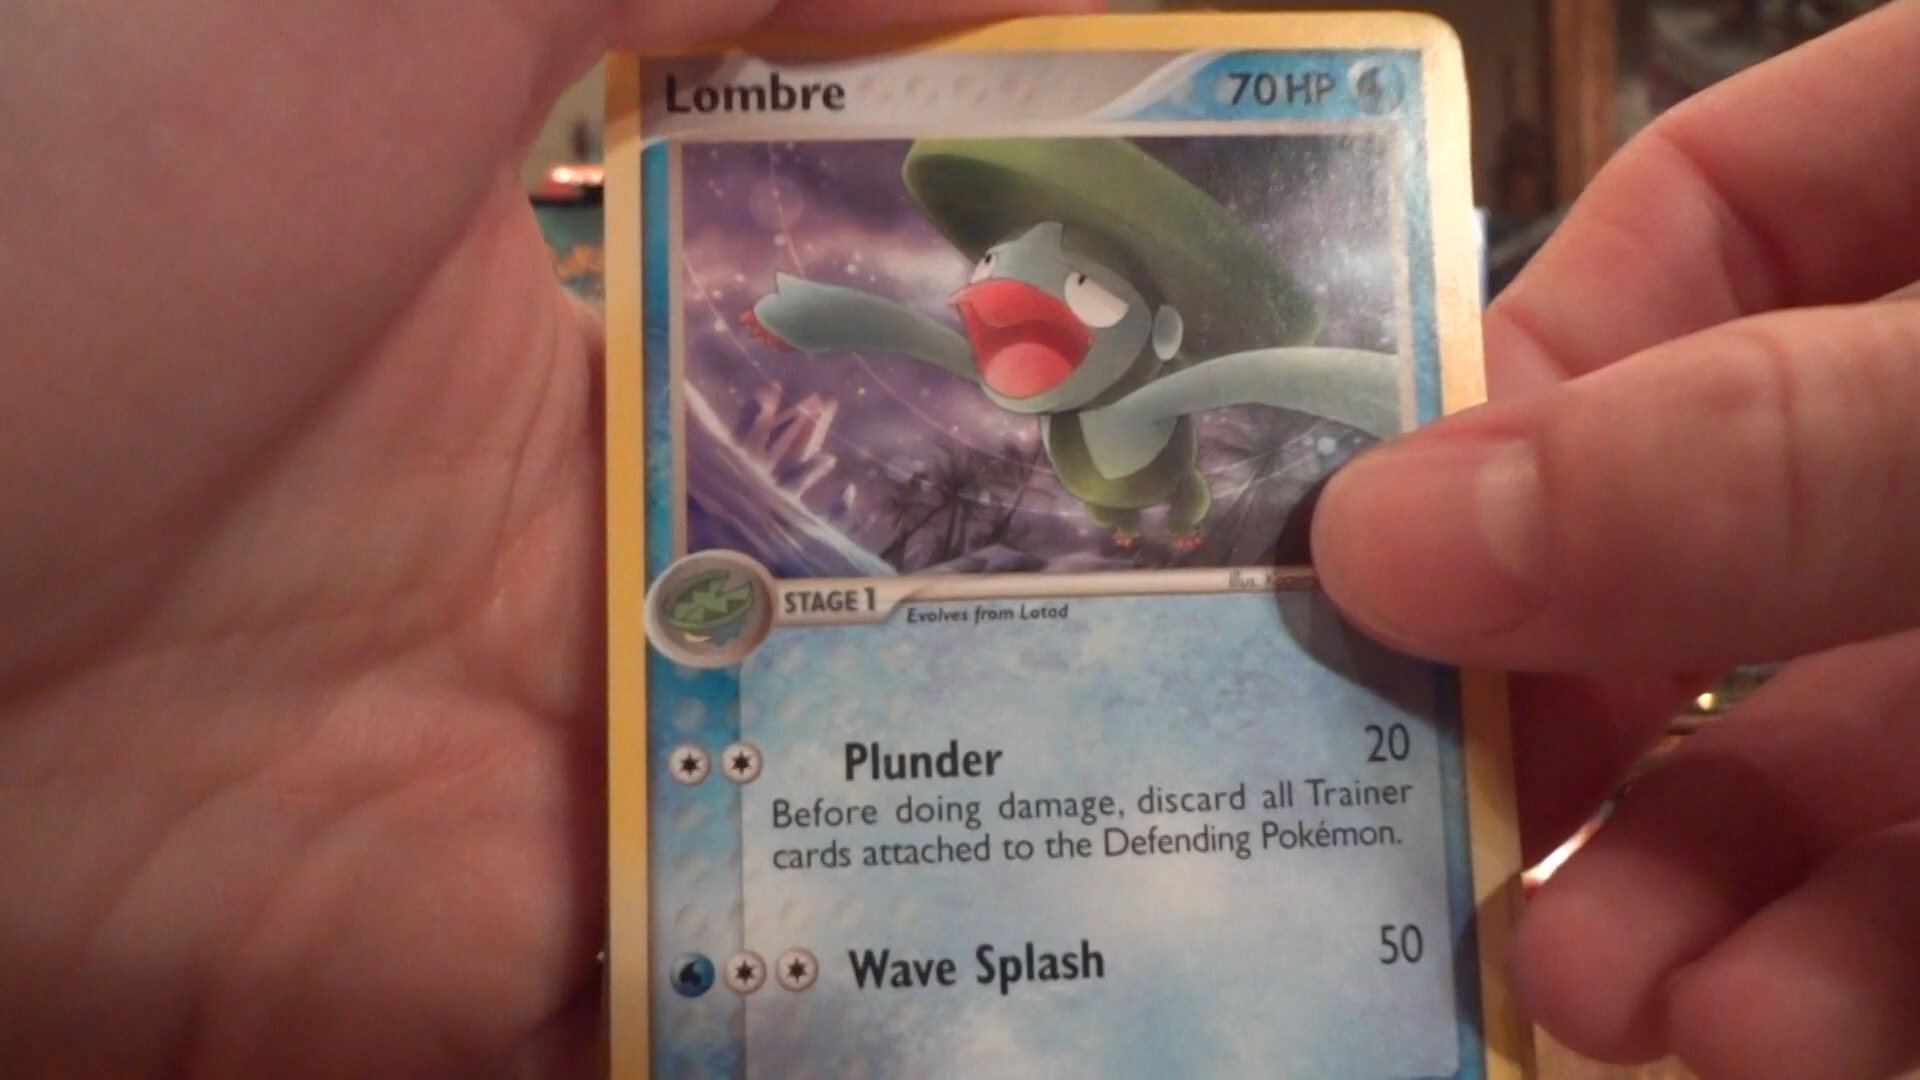 Lombre 70 HP
Illus.
STAGE 1
Evolves from Lotad
Plunder 20
Before doing damage, discard all Trainer
cards attached to the Defending Pokémon.
Wave Splash 50